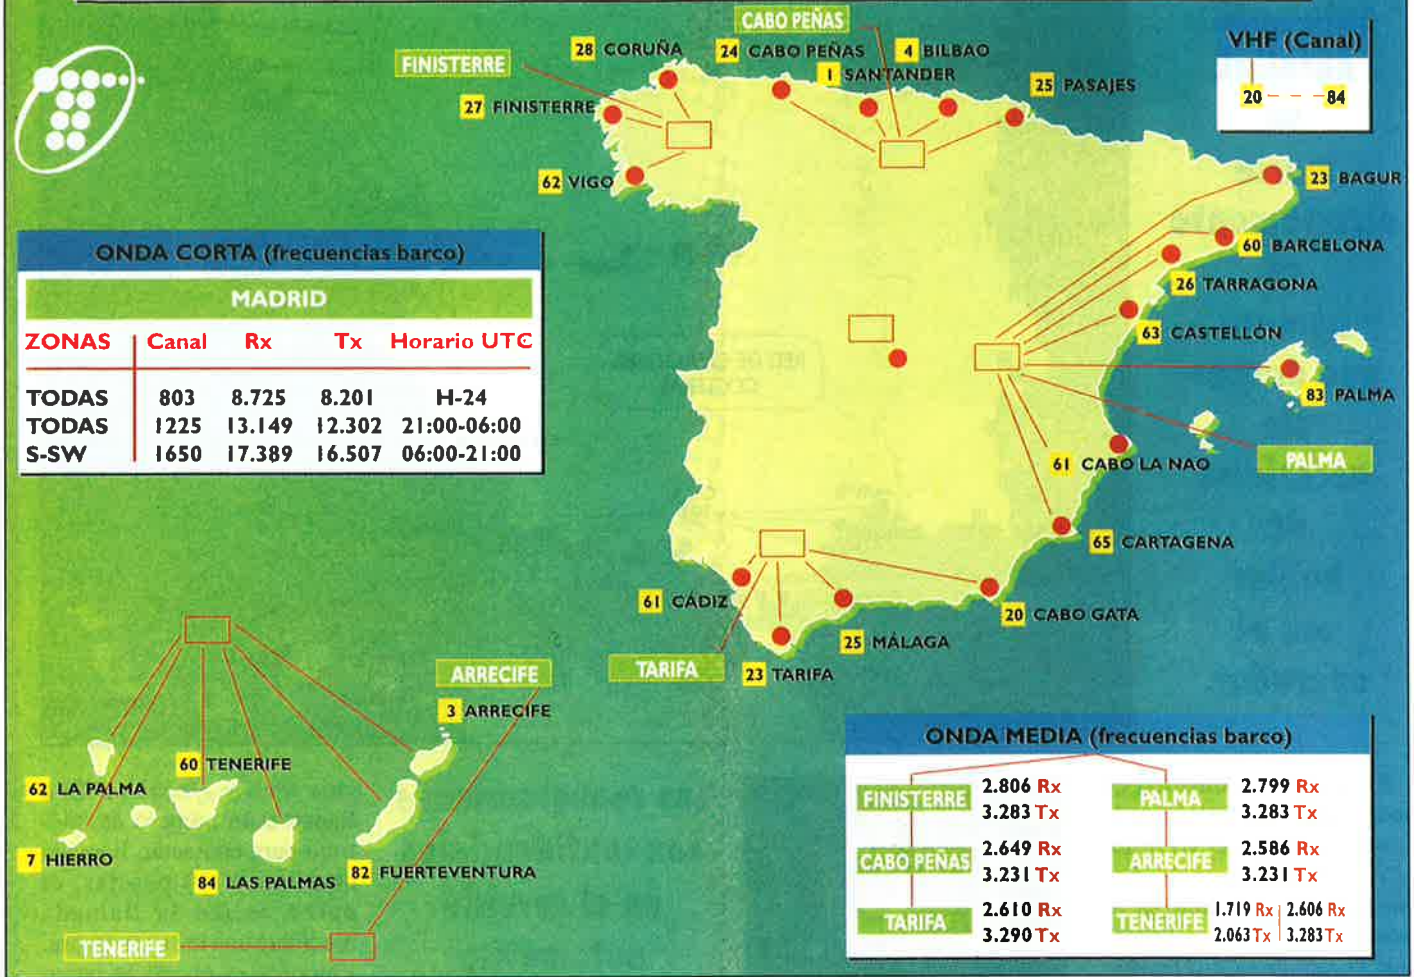 CABO PEÑAS
28 CORUÑA
24 CABO PEÑAS
4 BILBAO
VHF (Canal)
FINISTERRE
1 SANTANDER
25 PASAJES
20 84
27 FINISTERRE
62 VIGO
23 BAGUR
ONDA CORTA (frecuencias barco)
60 BARCELONA
MADRID
26 TARRAGONA
ZONAS Canal Rx Tx Horario UTC
63 CASTELLÓN
TODAS 803 8.725 8.201 H-24
TODAS 1225 13.149 12.302 21:00-06:00
S-SW 1650 17.389 16.507 06:00-21:00
83 PALMA
61 CABO LA NAO
PALMA
65 CARTAGENA
61 CÁDIZ
20 CABO GATA
25 MÁLAGA
TARIFA
23 TARIFA
ARRECIFE
3 ARRECIFE
60 TENERIFE
62 LA PALMA
7 HIERRO
84 LAS PALMAS
82 FUERTEVENTURA
TENERIFE
ONDA MEDIA (frecuencias barco)
FINISTERRE 2.806 Rx
3.283 Tx
PALMA 2.799 Rx
3.283 Tx
CABO PEÑAS 2.649 Rx
3.231 Tx
ARRECIFE 2.586 Rx
3.231 Tx
TARIFA 2.610 Rx
3.290 Tx
TENERIFE 1.719 Rx 2.606 Rx
2.063 Tx 3.283 Tx